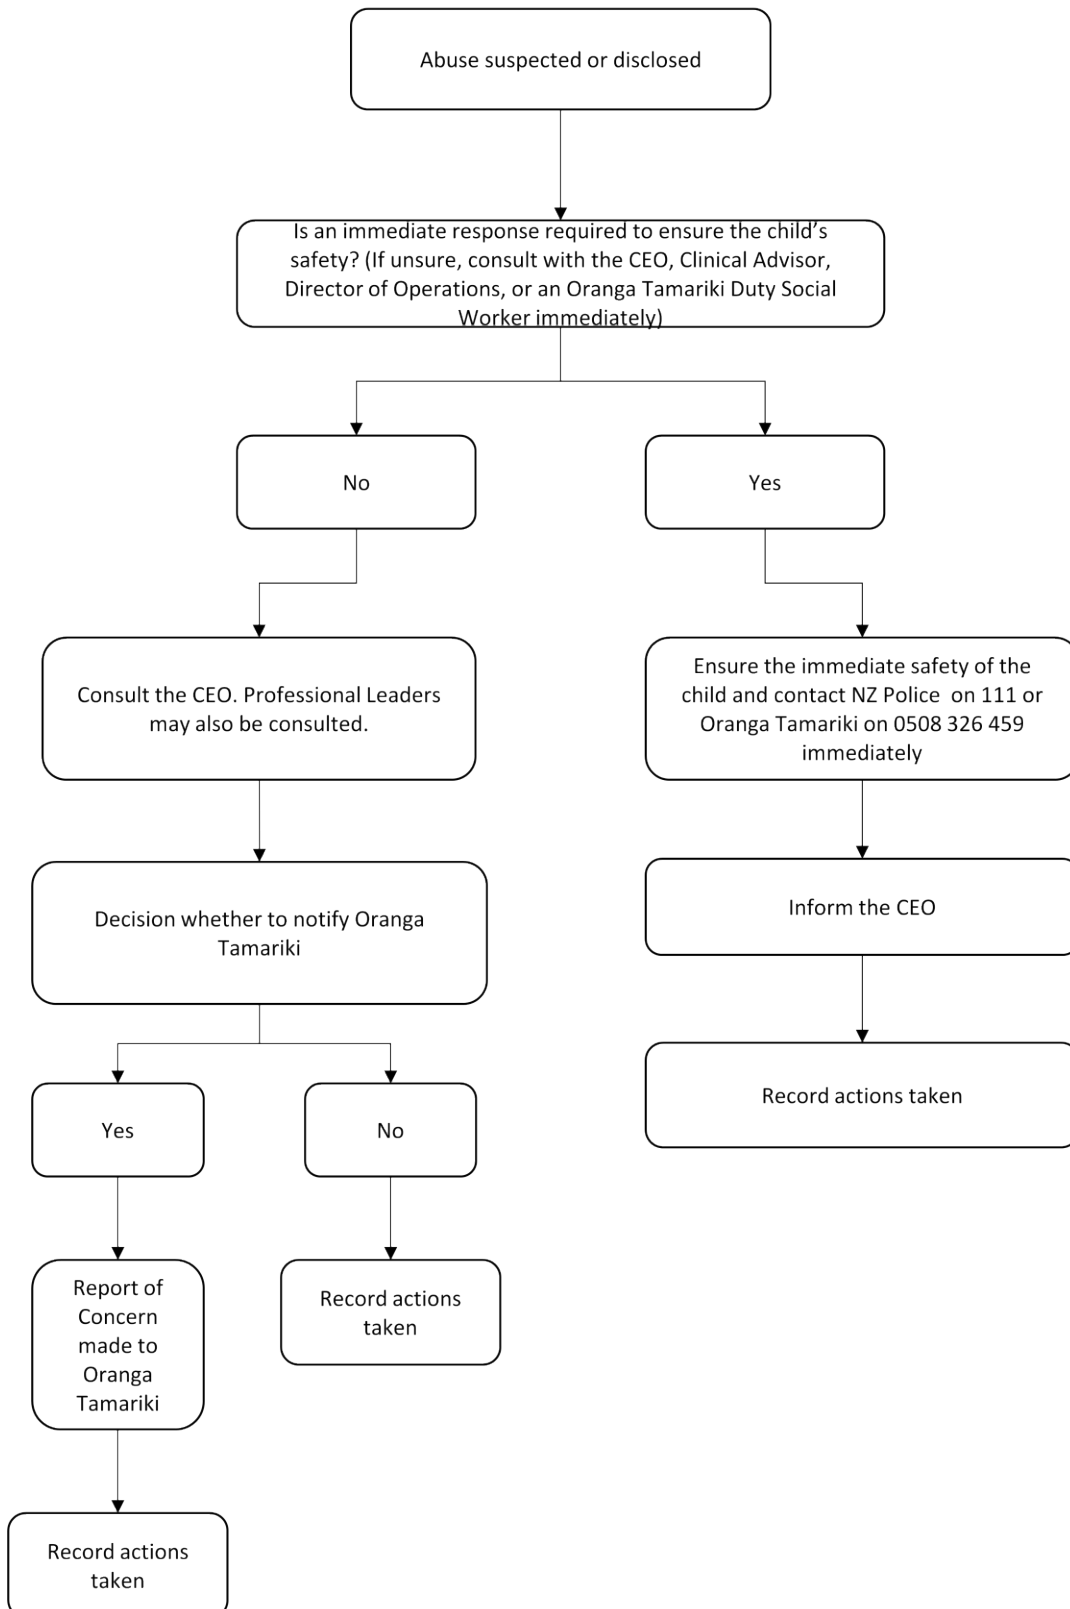 Abuse suspected or disclosed
Is an immediate response required to ensure the child’s
safety? (If unsure, consult with the CEO, Clinical Advisor,
Director of Operations, or an Oranga Tamariki Duty Social
Worker immediately)
No
Yes
Consult the CEO. Professional Leaders
may also be consulted.
Ensure the immediate safety of the
child and contact NZ Police  on 111 or
Oranga Tamariki on 0508 326 459
immediately
Decision whether to notify Oranga
Tamariki
Inform the CEO
Record actions taken
Yes
No
Report of
Concern
made to
Oranga
Tamariki
Record actions
taken
Record actions
taken